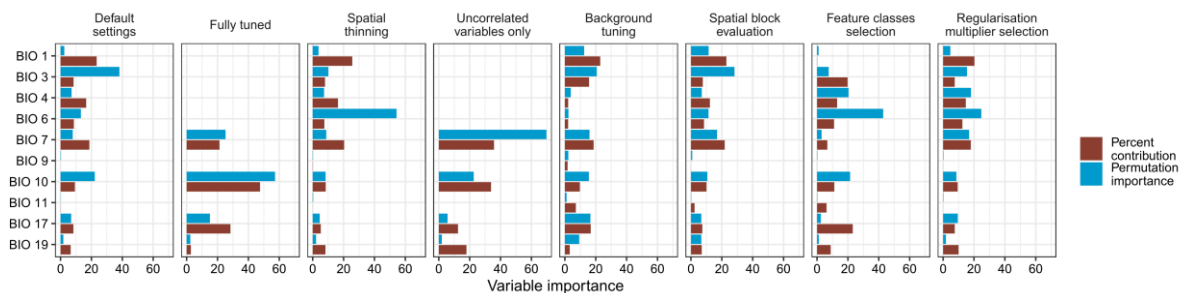 Default settings
Fully tuned
Spatial thinning
Uncorrelated variables only
Background tuning
Spatial block evaluation
Feature classes selection
Regularisation multiplier selection
BIO 1
BIO 3
BIO 4
BIO 6
BIO 7
BIO 9
BIO 10
BIO 11
BIO 17
BIO 19
0 20 40 60
0 20 40 60
0 20 40 60
0 20 40 60
0 20 40 60
0 20 40 60
0 20 40 60
0 20 40 60
Variable importance
Percent contribution
Permutation importance